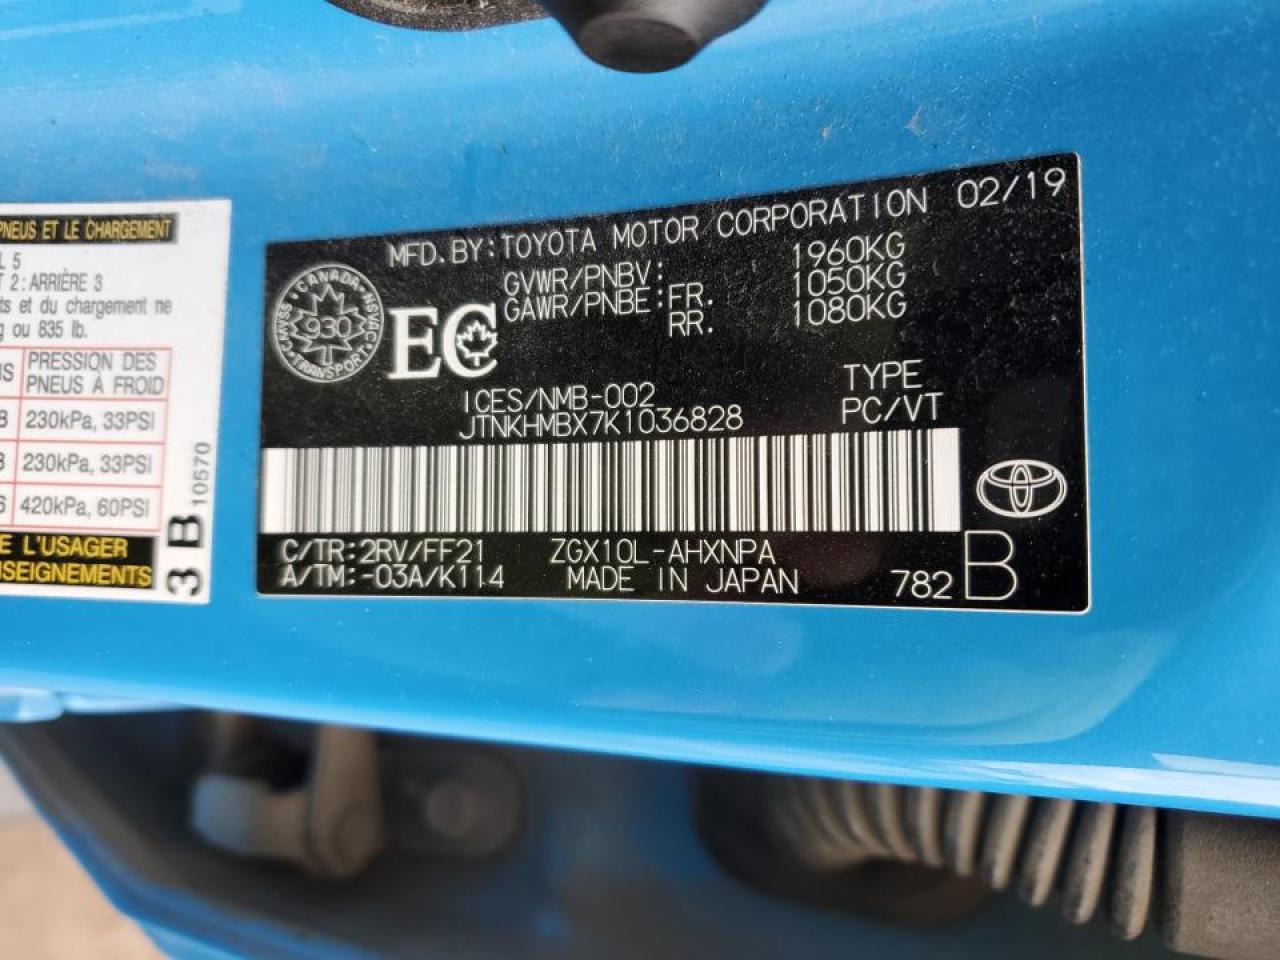 PNEUS ET LE CHARGEMENT
L 5
T 2: ARRIÈRE 3
ts et du chargement ne
g ou 835 lb.
PRESSION DES
PNEUS À FROID
230kPa, 33PSI
230kPa, 33PSI
420kPa, 60PSI
E L'USAGER
NSEIGNEMENTS
3 B 10570
MFD. BY: TOYOTA MOTOR CORPORATION 02/19
GVWR/PNBV: 1960KG
GAWR/PNBE: FR. 1050KG
RR. 1080KG
CANADA
NSVAC
TRANSPORT
CMVSS
930
EC
ICES/NMB-002
JTNKHMBX7K1036828
TYPE
PC/VT
C/TR: 2RV/FF21 ZGX10L-AHXNPA
A/TM: -03A/K114 MADE IN JAPAN 782 B